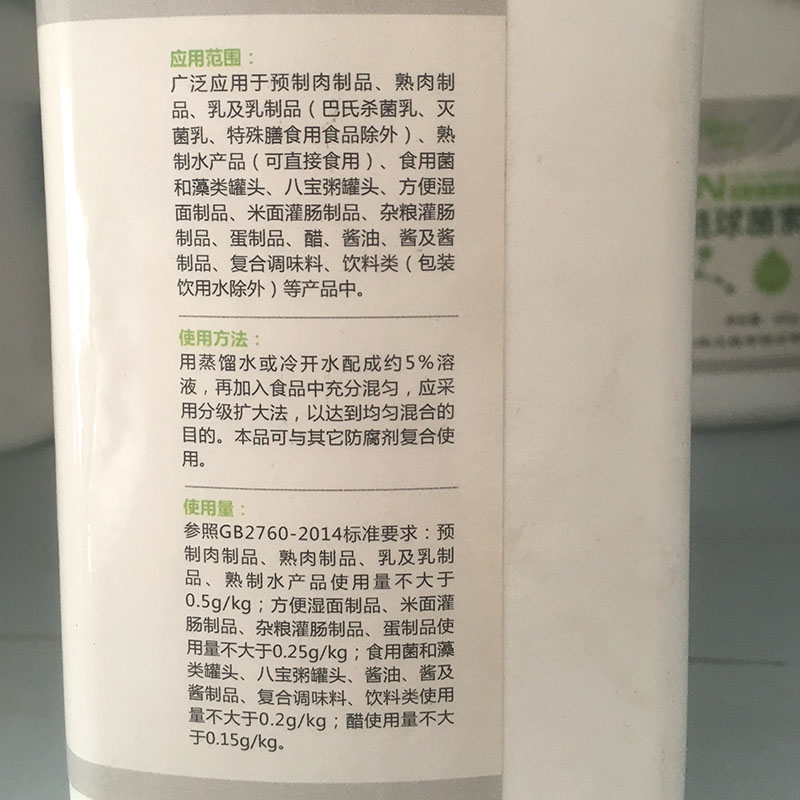 应用范围：
广泛应用于预制肉制品、熟肉制
品、乳及乳制品（巴氏杀菌乳、灭
菌乳、特殊膳食用食品除外）、熟
制水产品（可直接食用）、食用菌
和藻类罐头、八宝粥罐头、方便湿
面制品、米面灌肠制品、杂粮灌肠
制品、蛋制品、醋、酱油、酱及酱
制品、复合调味料、饮料类（包装
饮用水除外）等产品中。
使用方法：
用蒸馏水或冷开水配成约5%溶
液，再加入食品中充分混匀，应采
用分级扩大法，以达到均匀混合的
目的。本品可与其它防腐剂复合使
用。
使用量：
参照GB2760-2014标准要求：预
制肉制品、熟肉制品、乳及乳制
品、熟制水产品使用量不大于
0.5g/kg；方便湿面制品、米面灌
肠制品、杂粮灌肠制品、蛋制品使
用量不大于0.25g/kg；食用菌和藻
类罐头、八宝粥罐头、酱油、酱及
酱制品、复合调味料、饮料类使用
量不大于0.2g/kg；醋使用量不大
于0.15g/kg。
N
球菌素